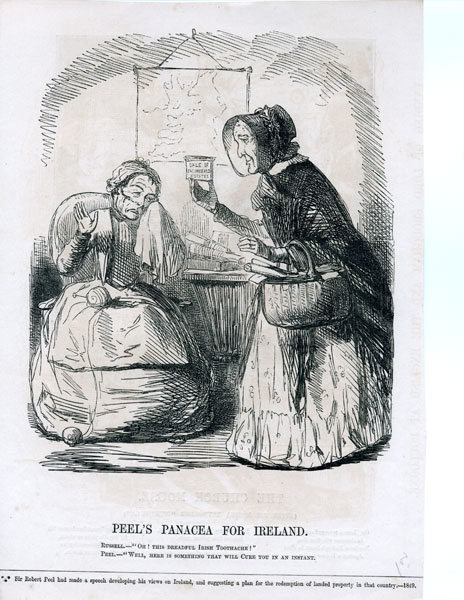 SALE OF
ENCUMBERED
ESTATES
PEEL'S PANACEA FOR IRELAND.
RUSSELL.—"OH! THIS DREADFUL IRISH TOOTHACHE!"
PEEL.—"WELL, HERE IS SOMETHING THAT WILL CURE YOU IN AN INSTANT.
*** Sir Robert Peel had made a speech developing his views on Ireland, and suggesting a plan for the redemption of landed property in that country.—1849.